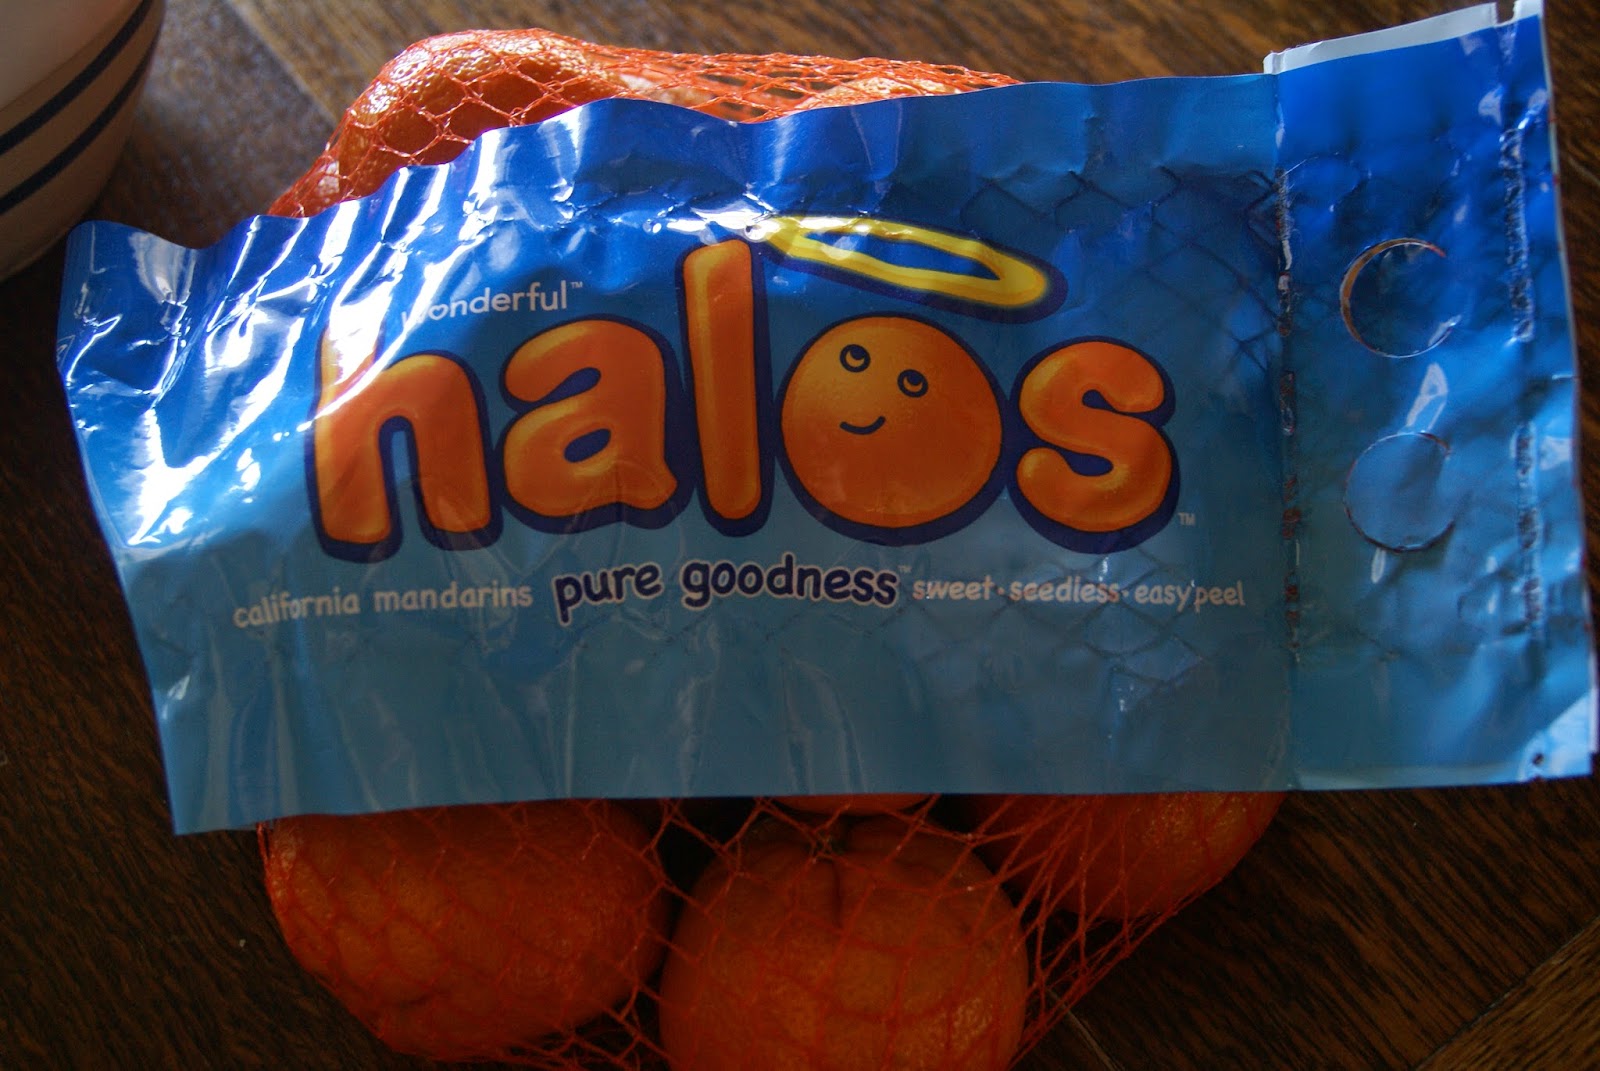 wonderful™
halos™
california mandarins pure goodness™ sweet • seedless • easy peel